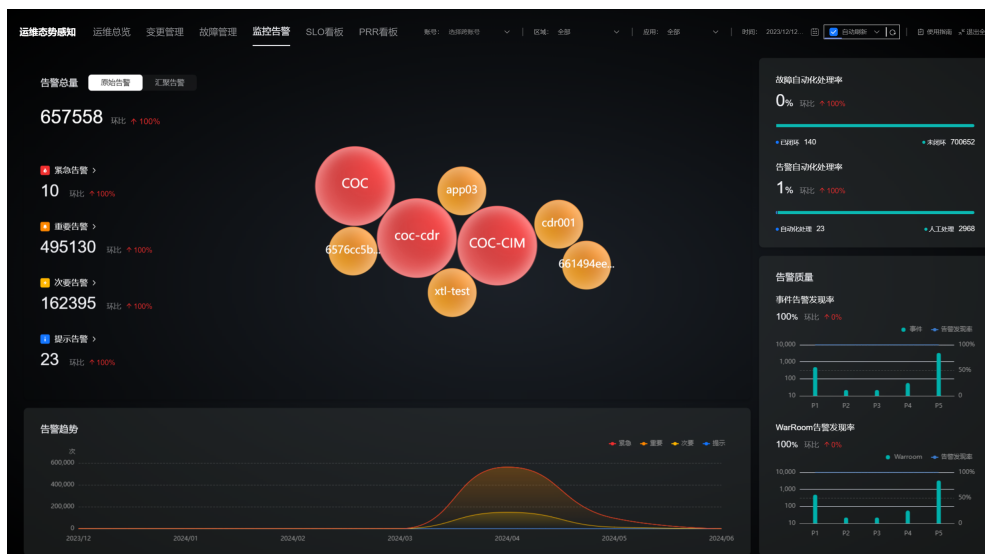 运维态势感知 运维总览 变更管理 故障管理 监控告警 SLO看板 PRR看板 账号: 选择跨账号 区域: 全部 应用: 全部 时间: 2023/12/12... 自动刷新 使用指南 退出全
告警总量 原始告警 汇聚告警
657558 环比 ↑ 100%
紧急告警 >
10 环比 ↑ 100%
重要告警 >
495130 环比 ↑ 100%
次要告警 >
162395 环比 ↑ 100%
提示告警 >
23 环比 ↑ 100%
COC
app03
coc-cdr
COC-CIM
cdr001
6576cc5b...
661494ee...
xtl-test
故障自动化处理率
0% 环比 ↑ 100%
已闭环 140 未闭环 700652
告警自动化处理率
1% 环比 ↑ 100%
自动化处理 23 人工处理 2968
告警质量
事件告警发现率
100% 环比 ↑ 0%
事件 告警发现率
10,000 100%
1,000
50%
100
10 0
P1 P2 P3 P4 P5
WarRoom告警发现率
100% 环比 ↑ 0%
Warroom 告警发现率
10,000 100%
1,000
50%
100
10 0
P1 P2 P3 P4 P5
告警趋势
紧急 重要 次要 提示
次
600,000
400,000
200,000
0
2023/12 2024/01 2024/02 2024/03 2024/04 2024/05 2024/06